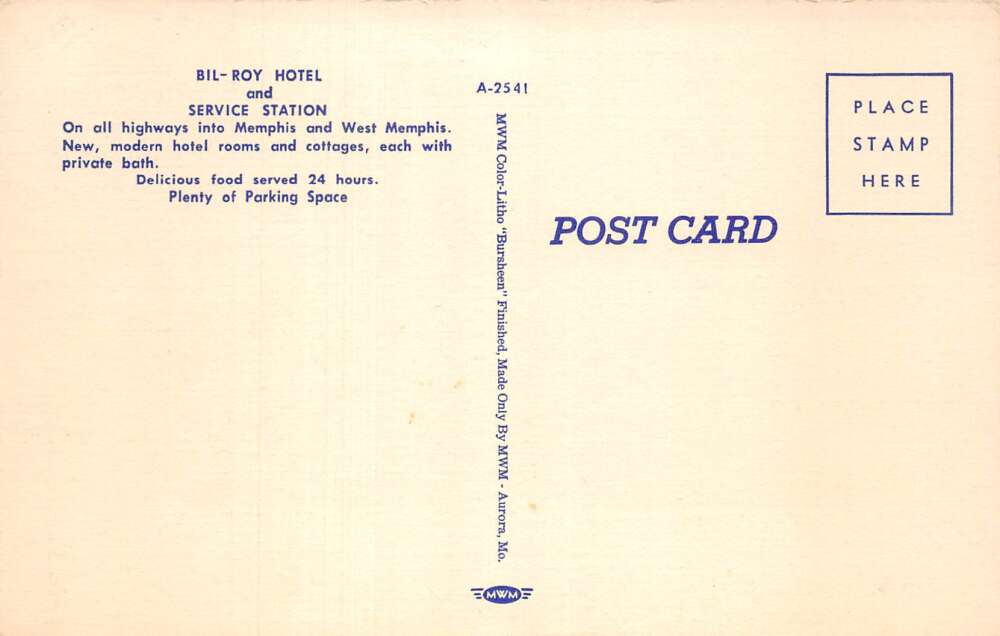 BIL-ROY HOTEL
and
SERVICE STATION
On all highways into Memphis and West Memphis.
New, modern hotel rooms and cottages, each with
private bath.
Delicious food served 24 hours.
Plenty of Parking Space
A-2541
MWM Color-Litho "Bursheen" Finished, Made Only By MWM - Aurora, Mo.
MWM
POST CARD
PLACE
STAMP
HERE